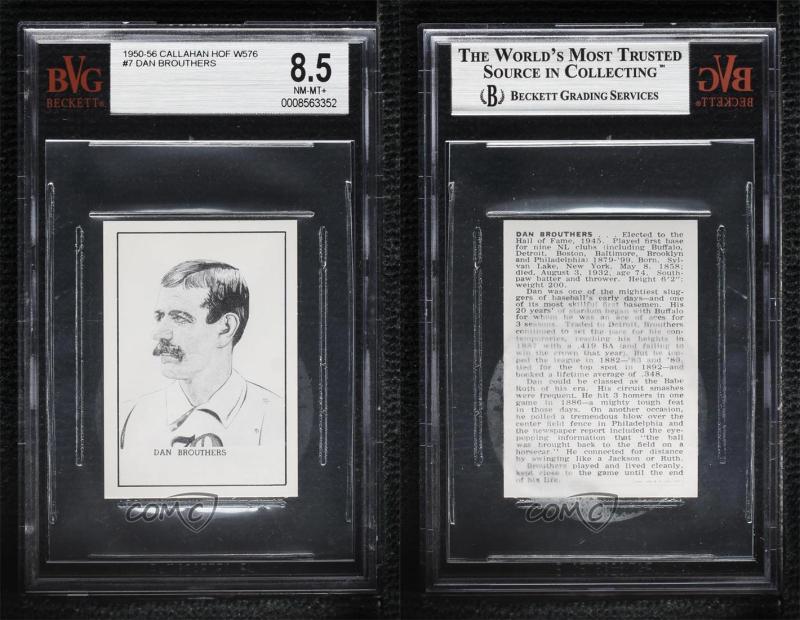 BVG
BECKETT®
1950-56 CALLAHAN HOF W576
#7 DAN BROUTHERS
8.5
NM-MT+
0008563352
DAN BROUTHERS
COMC
THE WORLD'S MOST TRUSTED
SOURCE IN COLLECTING™
(B) BECKETT GRADING SERVICES
BVG
BECKETT®
DAN BROUTHERS . . . Elected to the
Hall of Fame, 1945. Played first base
for nine NL clubs (including Buffalo,
Detroit, Boston, Baltimore, Brooklyn
and Philadelphia) 1879-'99. Born, Syl-
van Lake, New York, May 8, 1858;
died, August 3, 1932, age 74. South-
paw batter and thrower. Height 6'2";
weight 200.
Dan was one of the mightiest slug-
gers of baseball's early days—and one
of its most skillful first basemen. His
20 years' of stardom began with Buffalo
for whom he was an ace of aces for
3 seasons. Traded to Detroit, Brouthers
continued to set the pace for his con-
temporaries, reaching his heights in
1887 with a .419 BA (and failing to
win the crown that year). But he top-
ped the league in 1882—'83 and '89,
tied for the top spot in 1892—and
hooked a lifetime average of .348.
Dan could be classed as the Babe
Ruth of his era. His circuit smashes
were frequent. He hit 3 homers in one
game in 1886—a mighty tough feat
in those days. On another occasion,
he polled a tremendous blow over the
center field fence in Philadelphia and
the newspaper report included the eye-
popping information that "the ball
was brought back to the field on a
horsecar." He connected for distance
by swinging like a Jackson or Ruth.
Brouthers played and lived cleanly,
kept close to the game until the end
of his life.
COMC